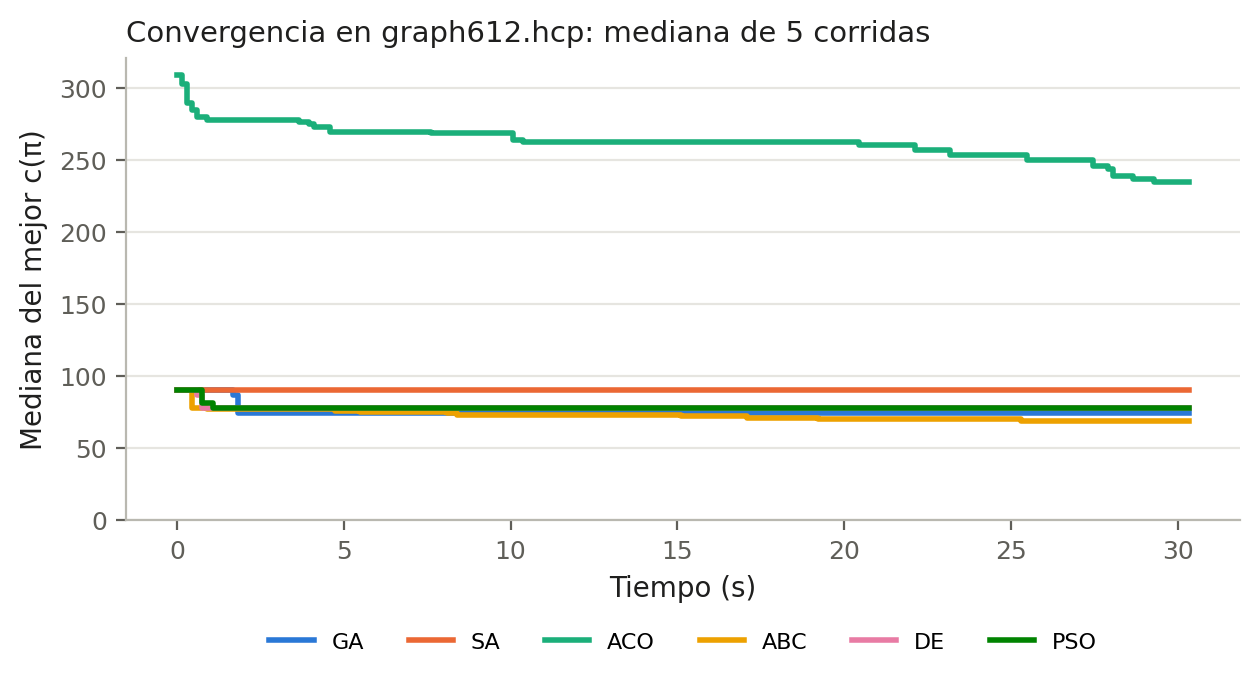 Convergencia en graph612.hcp: mediana de 5 corridas
Mediana del mejor c(π)
300
250
200
150
100
50
0
0 5 10 15 20 25 30
Tiempo (s)
GA SA ACO ABC DE PSO